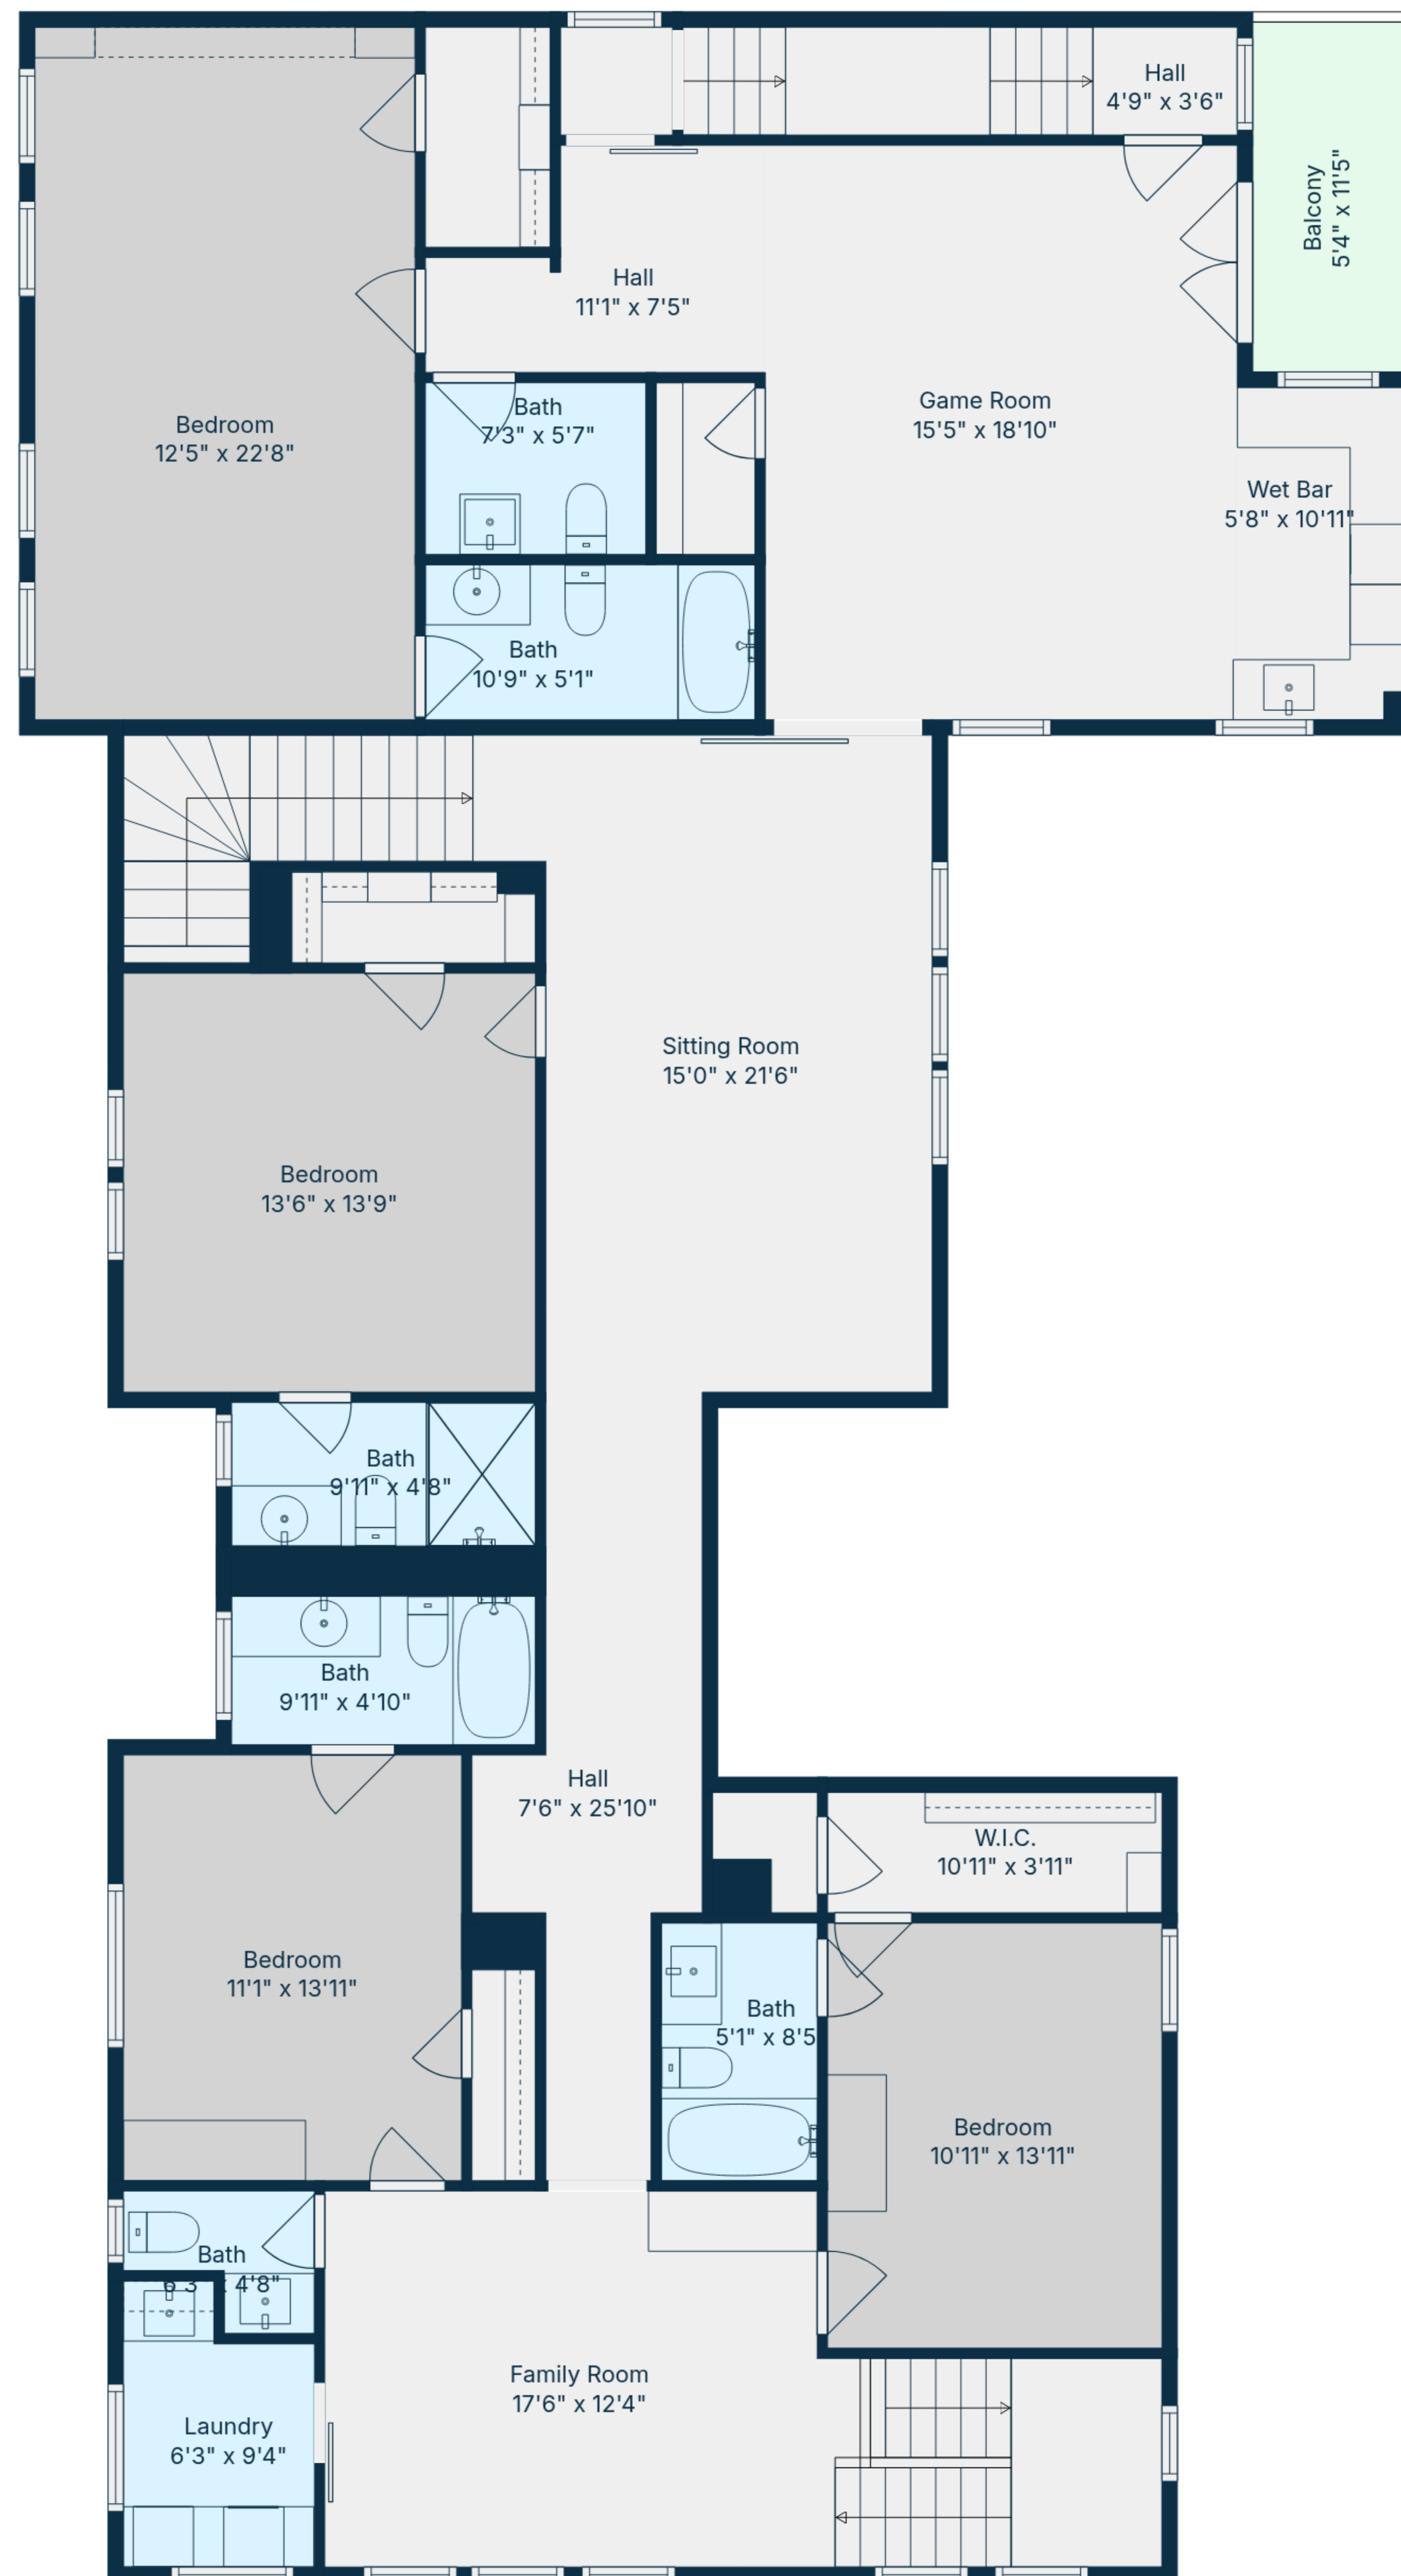 Hall
4'9" x 3'6"
Balcony
5'4" x 11'5"
Hall
11'1" x 7'5"
Bedroom
12'5" x 22'8"
Bath
7'3" x 5'7"
Game Room
15'5" x 18'10"
Wet Bar
5'8" x 10'11"
Bath
10'9" x 5'1"
Sitting Room
15'0" x 21'6"
Bedroom
13'6" x 13'9"
Bath
9'11" x 4'8"
Bath
9'11" x 4'10"
Hall
7'6" x 25'10"
W.I.C.
10'11" x 3'11"
Bedroom
11'1" x 13'11"
Bath
5'1" x 8'5
Bedroom
10'11" x 13'11"
Bath
6'3" x 4'8"
Family Room
17'6" x 12'4"
Laundry
6'3" x 9'4"